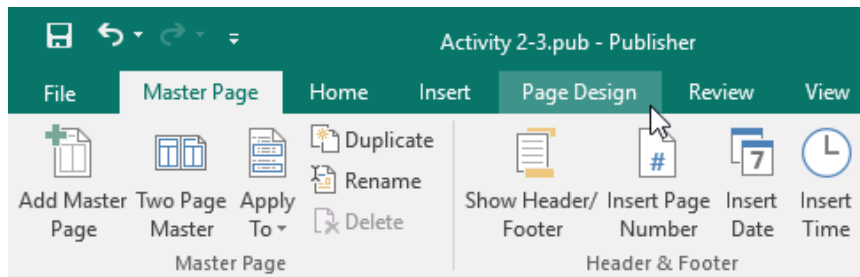 Activity 2-3.pub - Publisher
File Master Page Home Insert Page Design Review View
Add Master Page
Two Page Master
Apply To
Duplicate
Rename
Delete
Show Header/ Footer
# Insert Page Number
7 Insert Date
Insert Time
Master Page
Header & Footer